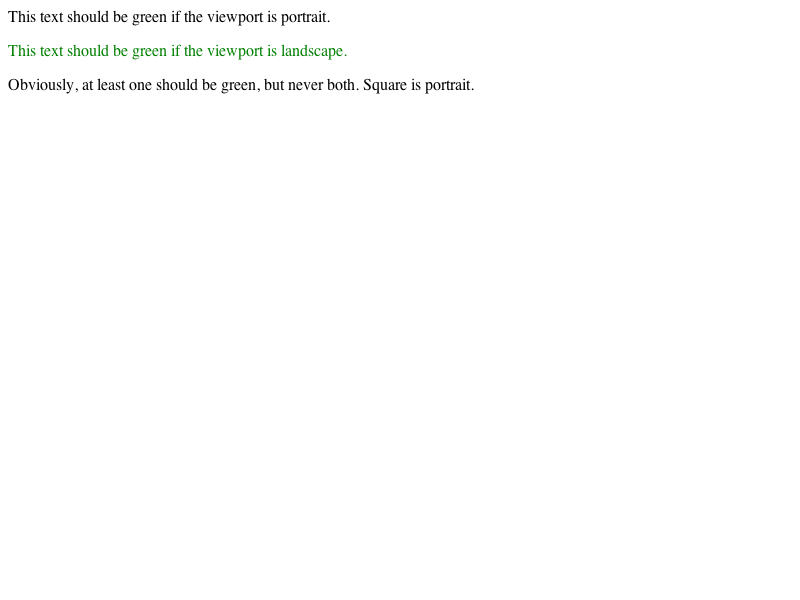 This text should be green if the viewport is portrait.
This text should be green if the viewport is landscape.
Obviously, at least one should be green, but never both. Square is portrait.